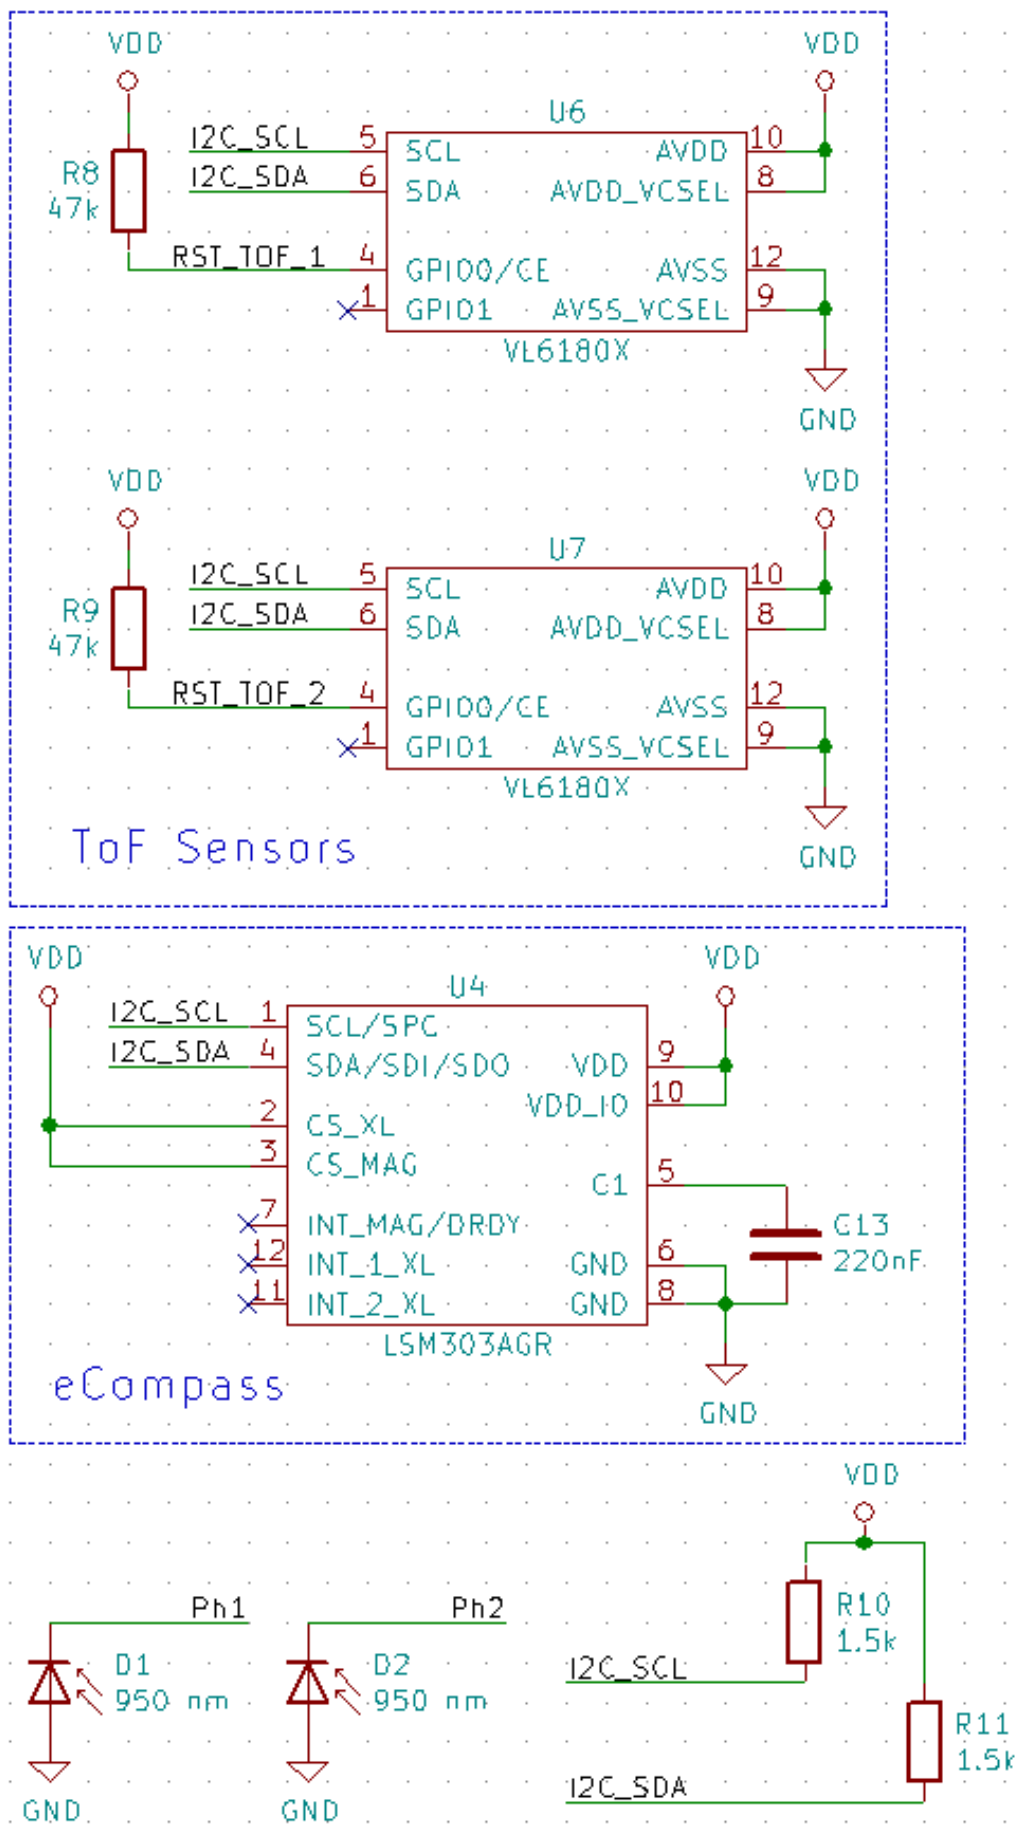 VDD
VDD
U6
I2C_SCL 5 SCL AVDD 10
R8
I2C_SDA 6 SDA AVDD_VCSEL 8
47k
RST_TOF_1 4 GPIO0/CE AVSS 12
1 GPIO1 AVSS_VCSEL 9
VL6180X
GND
VDD
VDD
U7
I2C_SCL 5 SCL AVDD 10
R9
I2C_SDA 6 SDA AVDD_VCSEL 8
47k
RST_TOF_2 4 GPIO0/CE AVSS 12
1 GPIO1 AVSS_VCSEL 9
VL6180X
ToF Sensors
GND
VDD
VDD
U4
I2C_SCL 1 SCL/SPC
I2C_SDA 4 SDA/SDI/SDO VDD 9
VDD_IO 10
2 CS_XL
3 CS_MAG
C1 5
7 INT_MAG/DRDY
C13
220nF
12 INT_1_XL GND 6
11 INT_2_XL GND 8
LSM303AGR
eCompass
GND
VDD
Ph1
Ph2
R10
1.5k
D1
950 nm
D2
950 nm
I2C_SCL
R11
1.5k
I2C_SDA
GND
GND